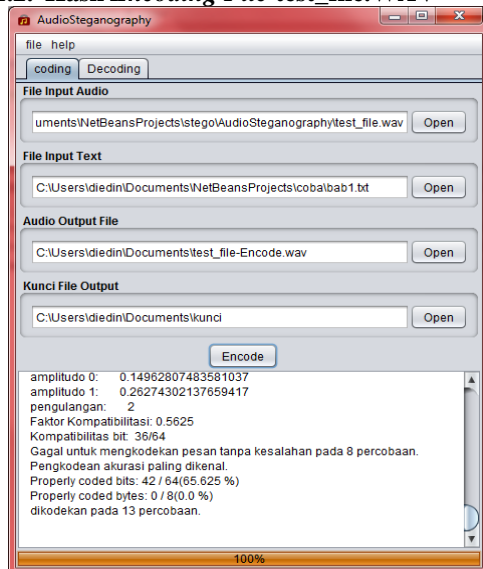 AudioSteganography
file help
coding Decoding
File Input Audio
uments\NetBeansProjects\stego\AudioSteganography\test_file.wav Open
File Input Text
C:\Users\diedin\Documents\NetBeansProjects\coba\bab1.txt Open
Audio Output File
C:\Users\diedin\Documents\test_file-Encode.wav Open
Kunci File Output
C:\Users\diedin\Documents\kunci Open
Encode
amplitudo 0: 0.14962807483581037
amplitudo 1: 0.26274302137659417
pengulangan: 2
Faktor Kompatibilitasi: 0.5625
Kompatibilitas bit: 36/64
Gagal untuk mengkodekan pesan tanpa kesalahan pada 8 percobaan.
Pengkodean akurasi paling dikenal.
Properly coded bits: 42 / 64(65.625 %)
Properly coded bytes: 0 / 8(0.0 %)
dikodekan pada 13 percobaan.
100%